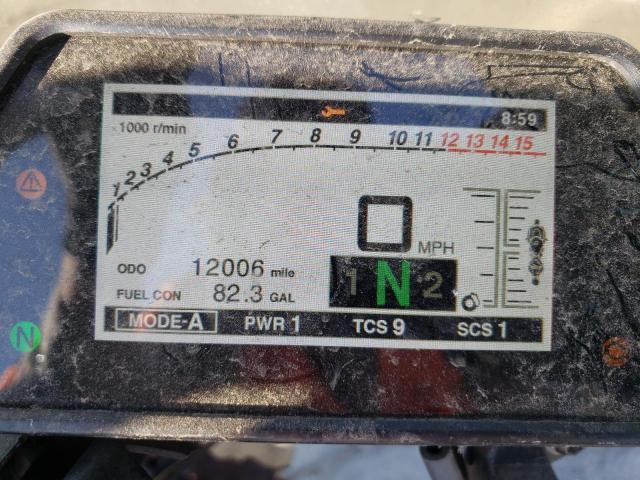 8:59
1000 r/min
1 2 3 4 5 6 7 8 9 10 11 12 13 14 15
0 MPH
ODO 12006 mile
1 N 2
FUEL CON 82.3 GAL
MODE-A PWR 1 TCS 9 SCS 1
N